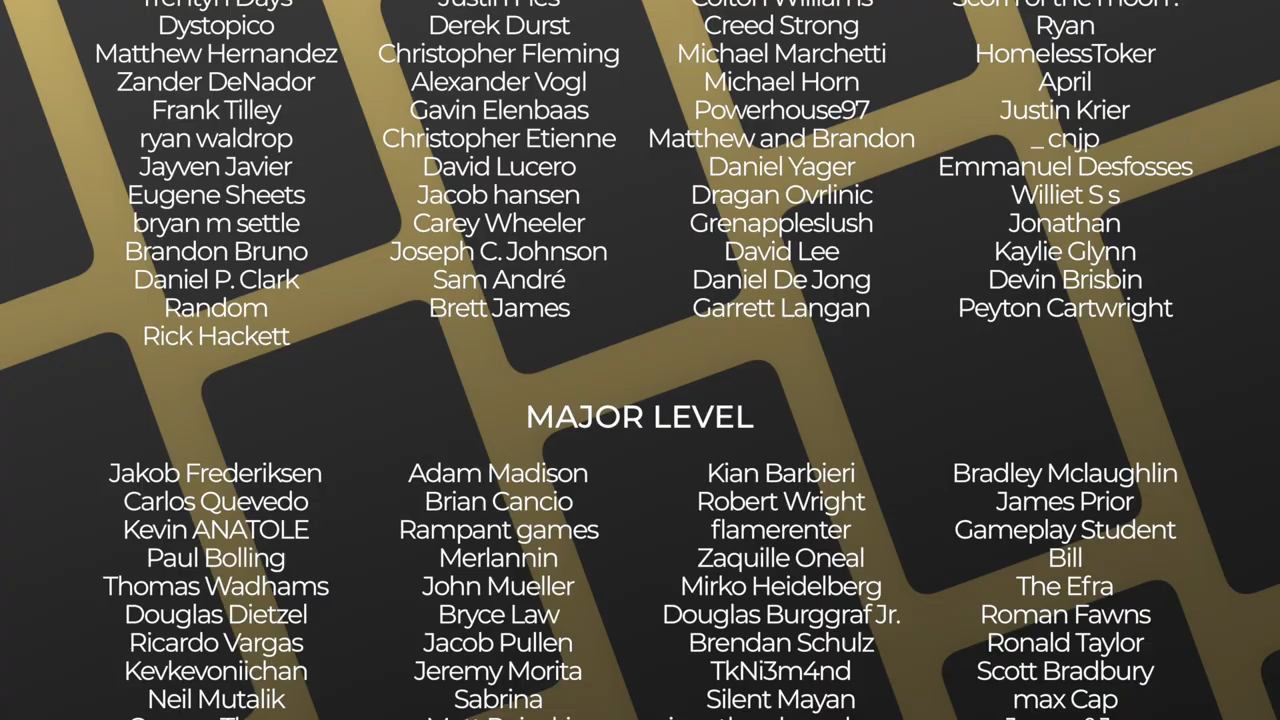 Dystopico Derek Durst Creed Strong Ryan
Matthew Hernandez Christopher Fleming Michael Marchetti HomelessToker
Zander DeNador Alexander Vogl Michael Horn April
Frank Tilley Gavin Elenbaas Powerhouse97 Justin Krier
ryan waldrop Christopher Etienne Matthew and Brandon _ cnjp
Jayven Javier David Lucero Daniel Yager Emmanuel Desfosses
Eugene Sheets Jacob hansen Dragan Ovrlinic Williet S s
bryan m settle Carey Wheeler Grenappleslush Jonathan
Brandon Bruno Joseph C. Johnson David Lee Kaylie Glynn
Daniel P. Clark Sam André Daniel De Jong Devin Brisbin
Random Brett James Garrett Langan Peyton Cartwright
Rick Hackett
MAJOR LEVEL
Jakob Frederiksen Adam Madison Kian Barbieri Bradley Mclaughlin
Carlos Quevedo Brian Cancio Robert Wright James Prior
Kevin ANATOLE Rampant games flamerenter Gameplay Student
Paul Bolling Merlannin Zaquille Oneal Bill
Thomas Wadhams John Mueller Mirko Heidelberg The Efra
Douglas Dietzel Bryce Law Douglas Burggraf Jr. Roman Fawns
Ricardo Vargas Jacob Pullen Brendan Schulz Ronald Taylor
Kevkevoniichan Jeremy Morita TkNi3m4nd Scott Bradbury
Neil Mutalik Sabrina Silent Mayan max Cap